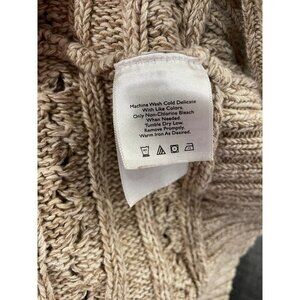 Machine Wash Cold Delicate
With Like Colors.
Only Non-Chlorine Bleach
When Needed.
Tumble Dry Low.
Remove Promptly.
Warm Iron As Desired.